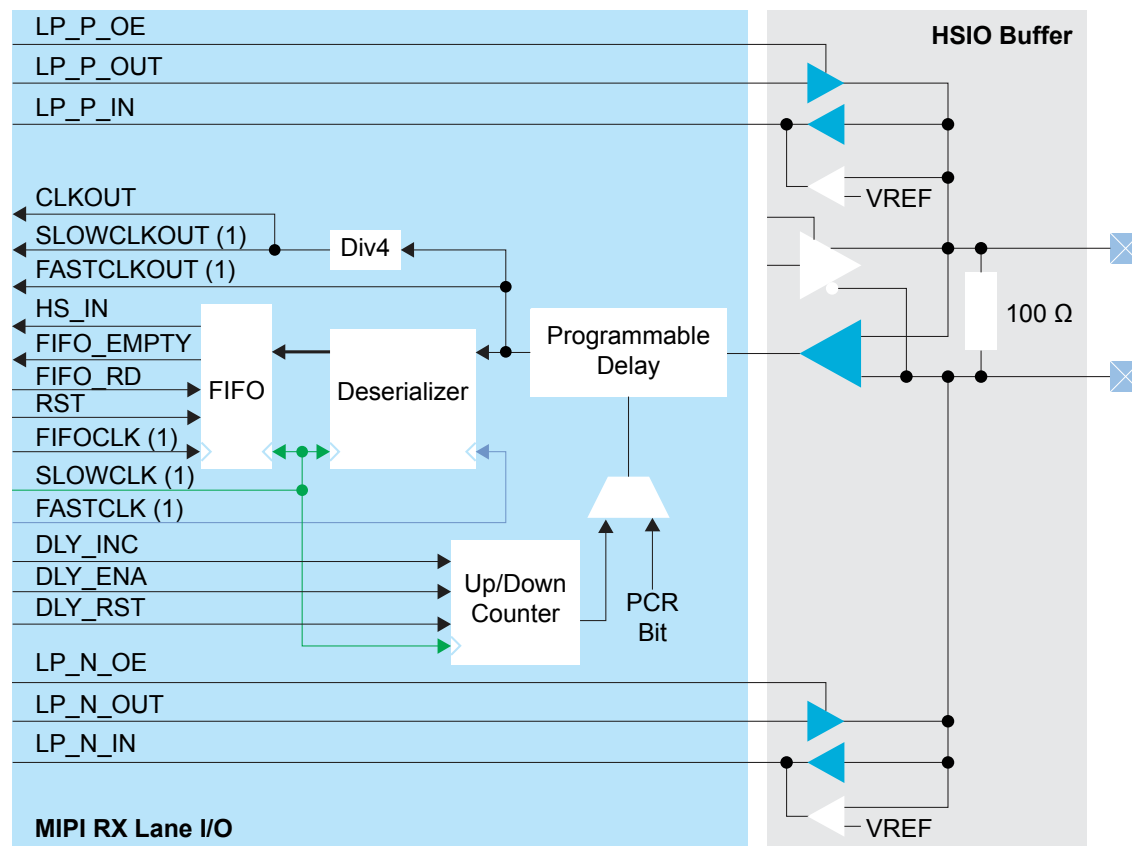 LP_P_OE
HSIO Buffer
LP_P_OUT
LP_P_IN
VREF
CLKOUT
SLOWCLKOUT (1)
Div4
FASTCLKOUT (1)
HS_IN
100 Ω
Programmable
Delay
FIFO_EMPTY
FIFO_RD
FIFO
Deserializer
RST
FIFOCLK (1)
SLOWCLK (1)
FASTCLK (1)
DLY_INC
DLY_ENA
DLY_RST
Up/Down
Counter
PCR
Bit
LP_N_OE
LP_N_OUT
LP_N_IN
MIPI RX Lane I/O
VREF